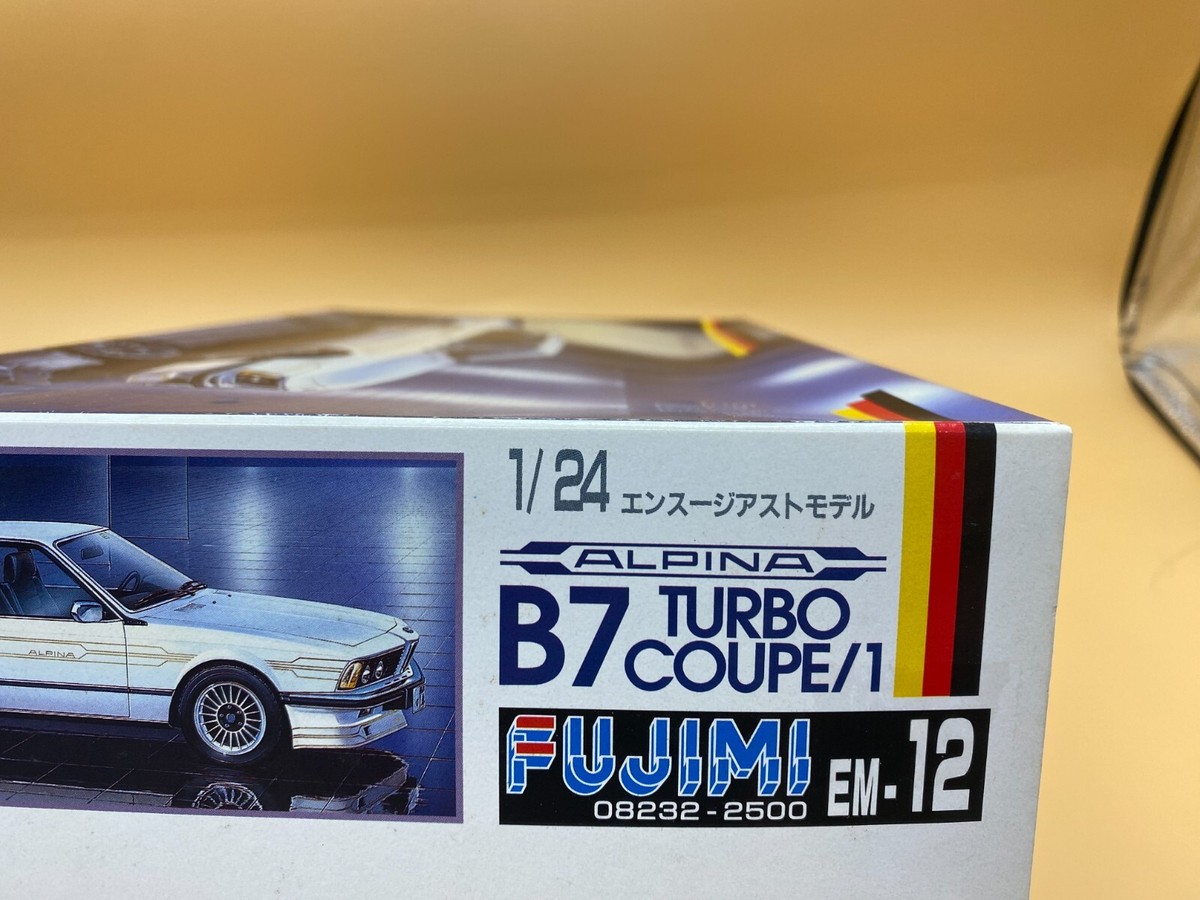 1/24 エンスージアストモデル
ALPINA
B7 TURBO COUPE/1
FUJIMI
08232-2500
EM-12
ALPINA